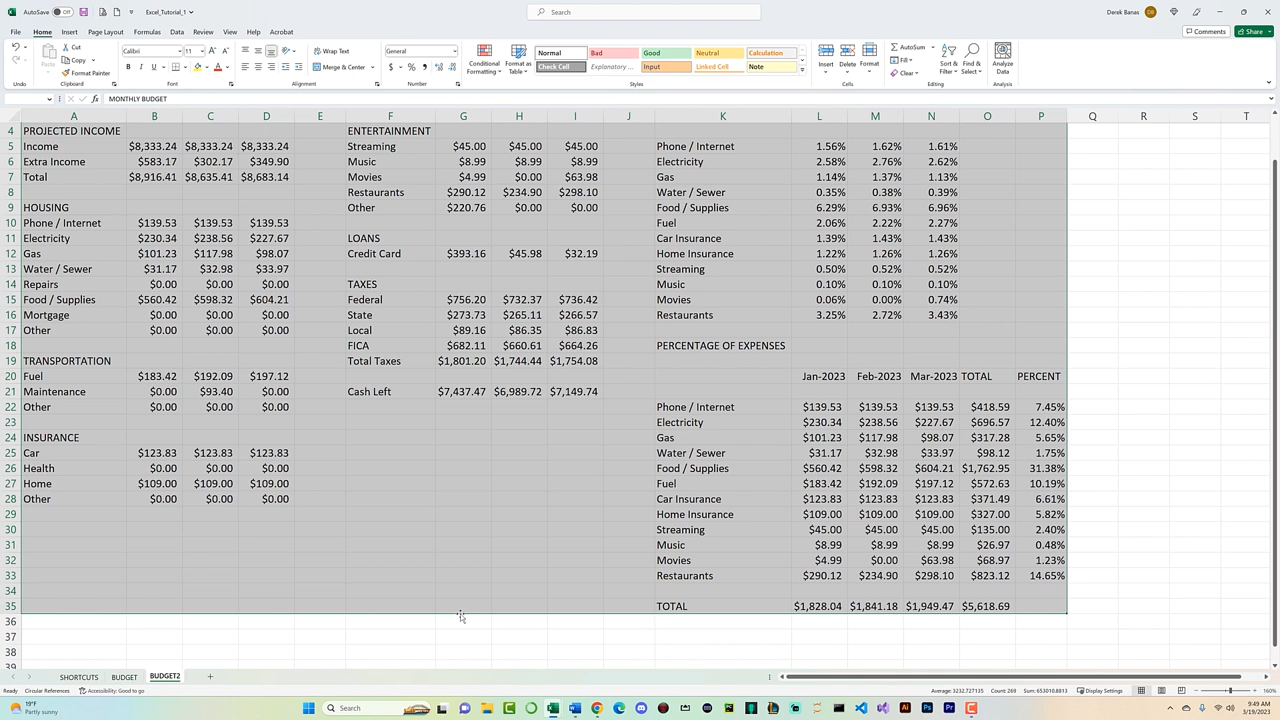 AutoSave Off Excel_Tutorial_1 Search Derek Banas DB
File Home Insert Page Layout Formulas Data Review View Help Acrobat Comments Share
Cut Copy Format Painter Paste Undo Clipboard
Calibri 11 Font
Wrap Text Merge & Center Alignment
General Number
Conditional Formatting Format as Table
Normal Bad Good Neutral Calculation
Check Cell Explanatory ... Input Linked Cell Note
Styles
Insert Delete Format Cells
AutoSum Fill Clear Sort & Filter Find & Select Editing
Analyze Data Analysis
fx MONTHLY BUDGET
A B C D E F G H I J K L M N O P Q R S T
4 PROJECTED INCOME ENTERTAINMENT
5 Income $8,333.24 $8,333.24 $8,333.24 Streaming $45.00 $45.00 $45.00 Phone / Internet 1.56% 1.62% 1.61%
6 Extra Income $583.17 $302.17 $349.90 Music $8.99 $8.99 $8.99 Electricity 2.58% 2.76% 2.62%
7 Total $8,916.41 $8,635.41 $8,683.14 Movies $4.99 $0.00 $63.98 Gas 1.14% 1.37% 1.13%
8 Restaurants $290.12 $234.90 $298.10 Water / Sewer 0.35% 0.38% 0.39%
9 HOUSING Other $220.76 $0.00 $0.00 Food / Supplies 6.29% 6.93% 6.96%
10 Phone / Internet $139.53 $139.53 $139.53 Fuel 2.06% 2.22% 2.27%
11 Electricity $230.34 $238.56 $227.67 LOANS Car Insurance 1.39% 1.43% 1.43%
12 Gas $101.23 $117.98 $98.07 Credit Card $393.16 $45.98 $32.19 Home Insurance 1.22% 1.26% 1.26%
13 Water / Sewer $31.17 $32.98 $33.97 Streaming 0.50% 0.52% 0.52%
14 Repairs $0.00 $0.00 $0.00 TAXES Music 0.10% 0.10% 0.10%
15 Food / Supplies $560.42 $598.32 $604.21 Federal $756.20 $732.37 $736.42 Movies 0.06% 0.00% 0.74%
16 Mortgage $0.00 $0.00 $0.00 State $273.73 $265.11 $266.57 Restaurants 3.25% 2.72% 3.43%
17 Other $0.00 $0.00 $0.00 Local $89.16 $86.35 $86.83
18 FICA $682.11 $660.61 $664.26 PERCENTAGE OF EXPENSES
19 TRANSPORTATION Total Taxes $1,801.20 $1,744.44 $1,754.08
20 Fuel $183.42 $192.09 $197.12 Jan-2023 Feb-2023 Mar-2023 TOTAL PERCENT
21 Maintenance $0.00 $93.40 $0.00 Cash Left $7,437.47 $6,989.72 $7,149.74
22 Other $0.00 $0.00 $0.00 Phone / Internet $139.53 $139.53 $139.53 $418.59 7.45%
23 Electricity $230.34 $238.56 $227.67 $696.57 12.40%
24 INSURANCE Gas $101.23 $117.98 $98.07 $317.28 5.65%
25 Car $123.83 $123.83 $123.83 Water / Sewer $31.17 $32.98 $33.97 $98.12 1.75%
26 Health $0.00 $0.00 $0.00 Food / Supplies $560.42 $598.32 $604.21 $1,762.95 31.38%
27 Home $109.00 $109.00 $109.00 Fuel $183.42 $192.09 $197.12 $572.63 10.19%
28 Other $0.00 $0.00 $0.00 Car Insurance $123.83 $123.83 $123.83 $371.49 6.61%
29 Home Insurance $109.00 $109.00 $109.00 $327.00 5.82%
30 Streaming $45.00 $45.00 $45.00 $135.00 2.40%
31 Music $8.99 $8.99 $8.99 $26.97 0.48%
32 Movies $4.99 $0.00 $63.98 $68.97 1.23%
33 Restaurants $290.12 $234.90 $298.10 $823.12 14.65%
34
35 TOTAL $1,828.04 $1,841.18 $1,949.47 $5,618.69
36
37
38
39
SHORTCUTS BUDGET BUDGET2
Ready Circular References Accessibility: Good to go Average: 3232.727135 Count: 269 Sum: 653010.8813 Display Settings 160%
19°F Partly sunny Search 9:49 AM 3/19/2023